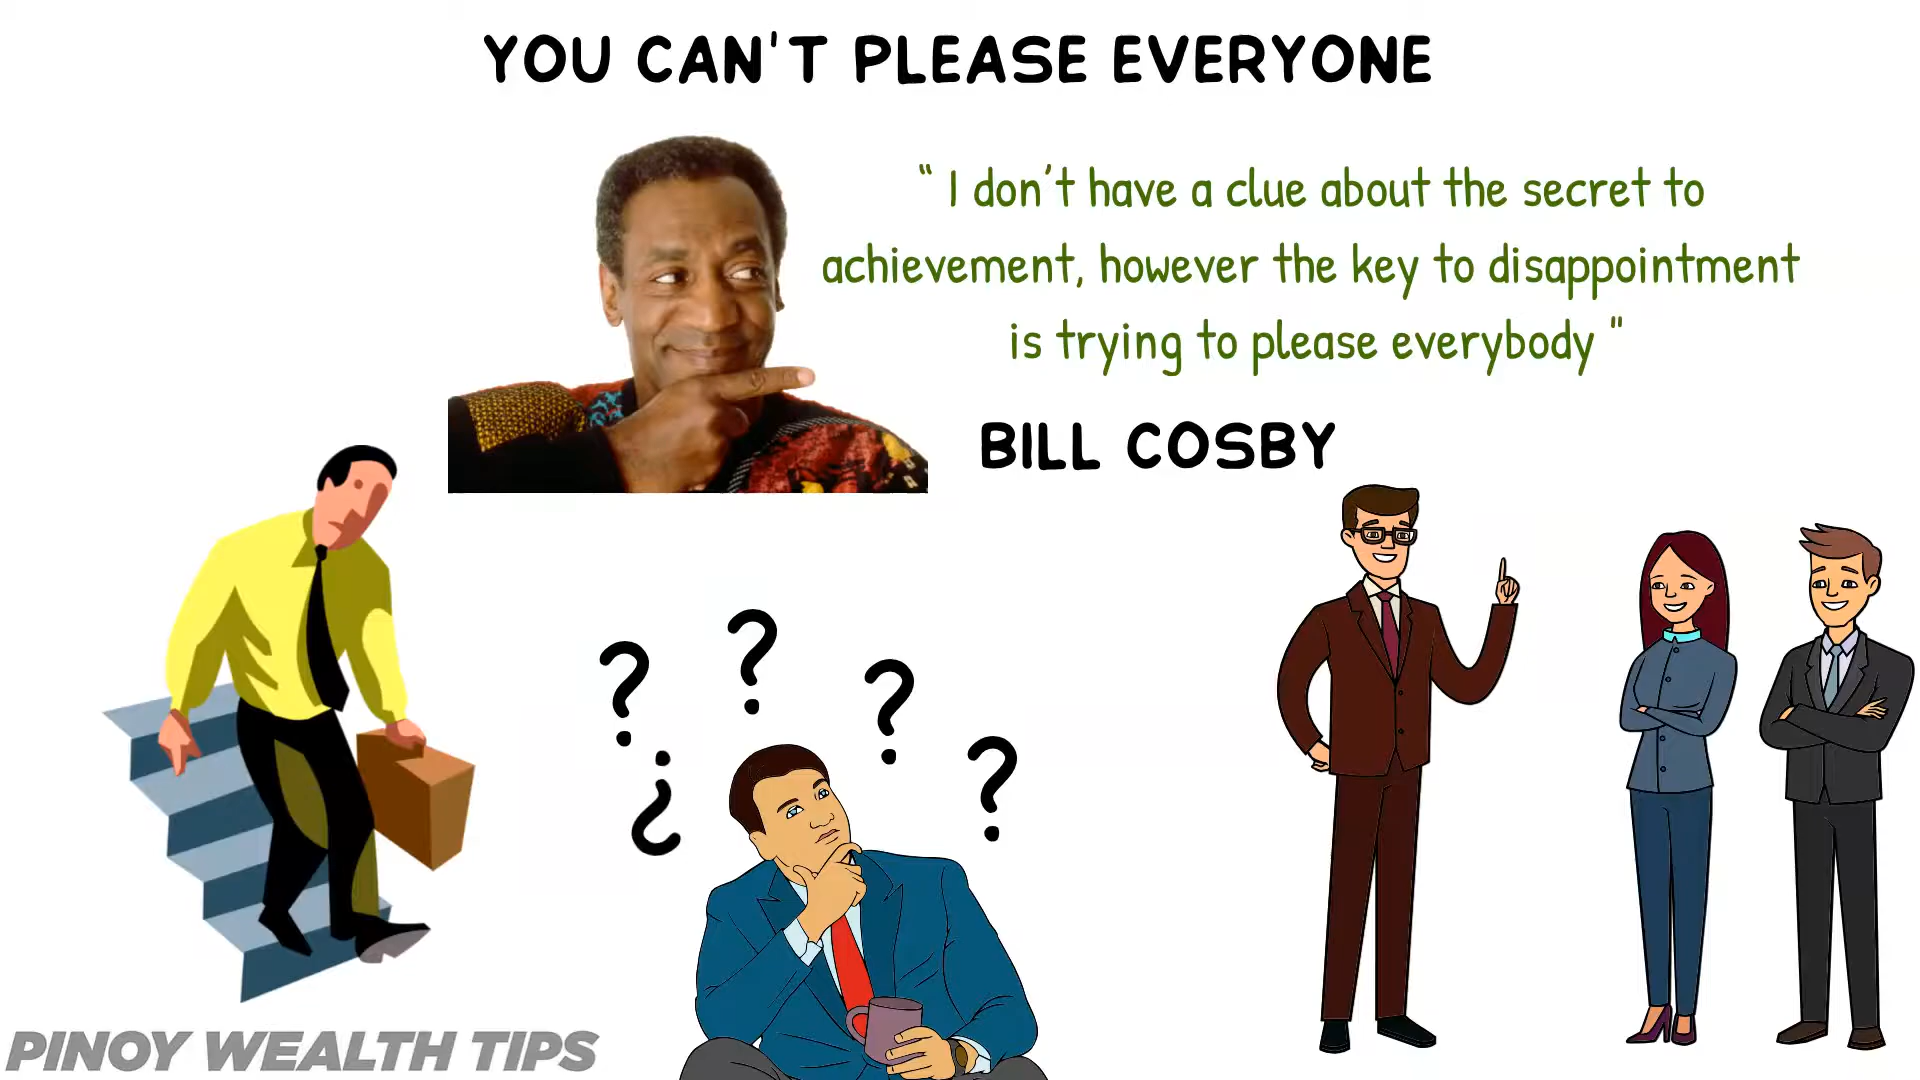 YOU CAN'T PLEASE EVERYONE
“ I don't have a clue about the secret to
achievement, however the key to disappointment
is trying to please everybody "
BILL COSBY
? ? ? ? ¿
PINOY WEALTH TIPS